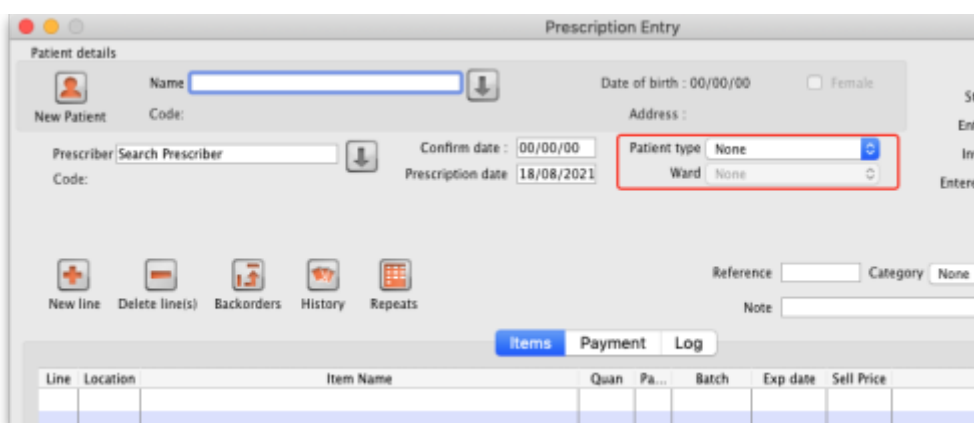 Prescription Entry
Patient details
Name
Date of birth : 00/00/00
Female
New Patient
Code:
Address :
Prescriber Search Prescriber
Confirm date : 00/00/00
Patient type None
Code:
Prescription date 18/08/2021
Ward None
Reference
Category None
New line Delete line(s) Backorders History Repeats
Note
Items Payment Log
Line Location Item Name Quan Pa... Batch Exp date Sell Price